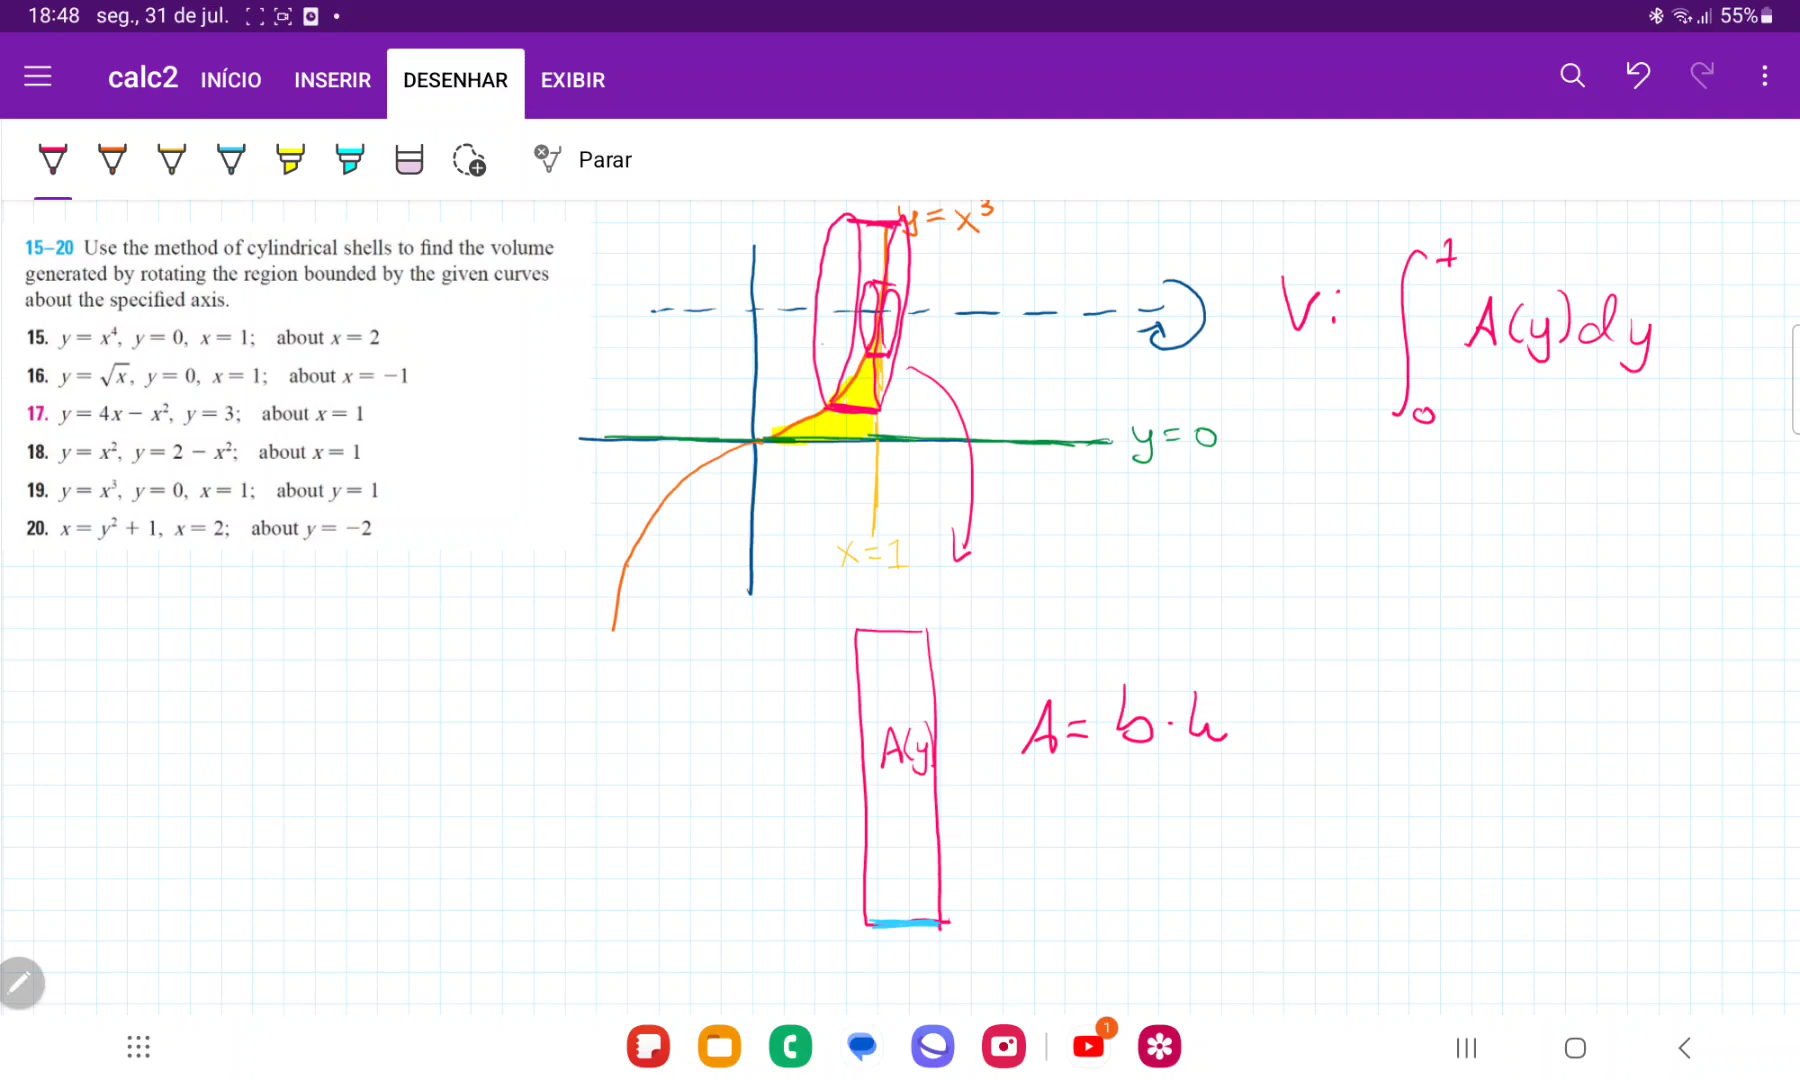 18:48 seg., 31 de jul.
55%
calc2 INÍCIO INSERIR DESENHAR EXIBIR
Parar
15–20 Use the method of cylindrical shells to find the volume
generated by rotating the region bounded by the given curves
about the specified axis.
15. y = x⁴, y = 0, x = 1; about x = 2
16. y = √x, y = 0, x = 1; about x = −1
17. y = 4x − x², y = 3; about x = 1
18. y = x², y = 2 − x²; about x = 1
19. y = x³, y = 0, x = 1; about y = 1
20. x = y² + 1, x = 2; about y = −2
y = x³
y = 0
x = 1
V: ∫₀¹ A(y) dy
A(y)
A = b · h
1